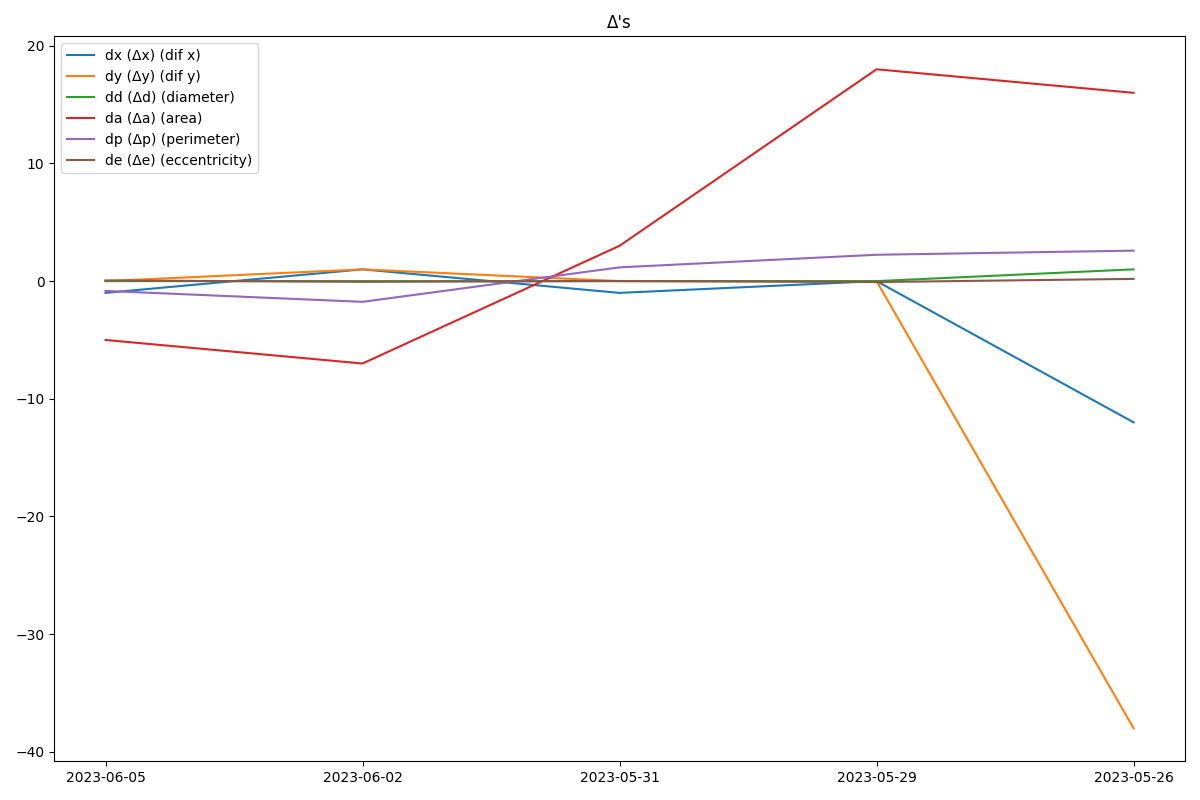 Δ's
dx (Δx) (dif x)
dy (Δy) (dif y)
dd (Δd) (diameter)
da (Δa) (area)
dp (Δp) (perimeter)
de (Δe) (eccentricity)
20
10
0
−10
−20
−30
−40
2023-06-05 2023-06-02 2023-05-31 2023-05-29 2023-05-26